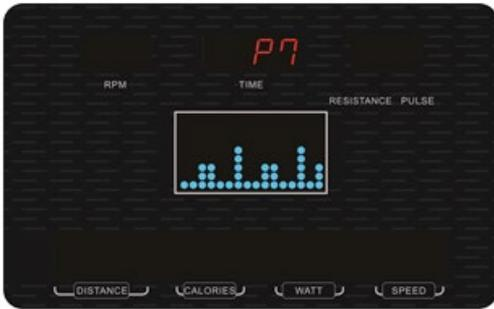 P7
RPM TIME
RESISTANCE PULSE
DISTANCE CALORIES WATT SPEED